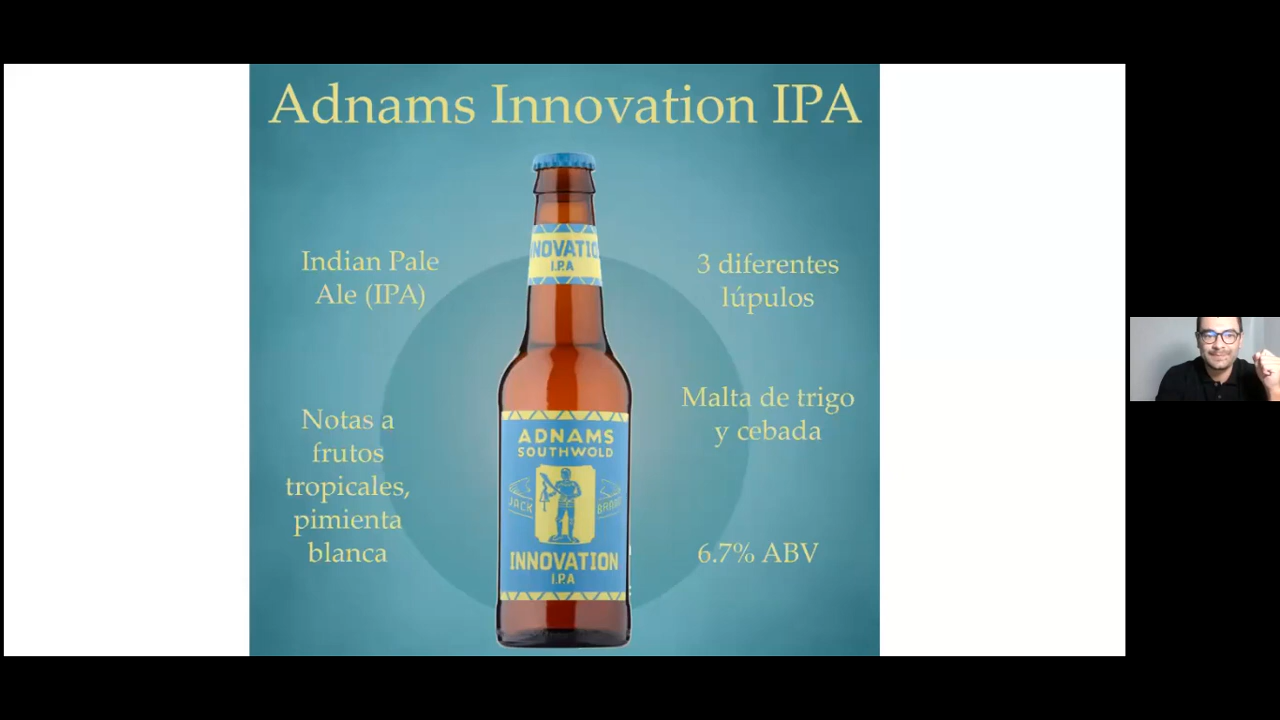 Adnams Innovation IPA
Indian Pale
Ale (IPA)
Notas a
frutos
tropicales,
pimienta
blanca
NOVATIO
I.P.A
ADNAMS
SOUTHWOLD
JACK
INNOVATION
I.P.A
3 diferentes
lúpulos
Malta de trigo
y cebada
6.7% ABV